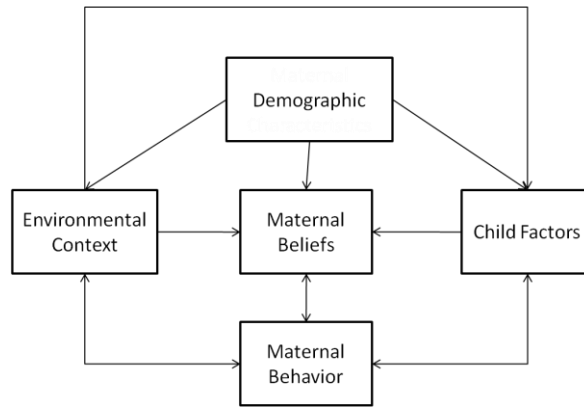 Demographic
Environmental
Context
Maternal
Beliefs
Child Factors
Maternal
Behavior